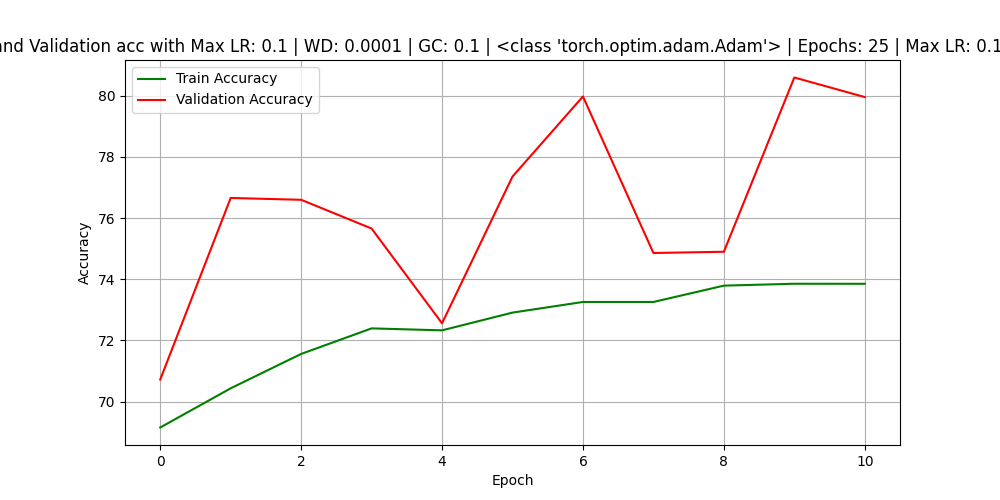 and Validation acc with Max LR: 0.1 | WD: 0.0001 | GC: 0.1 | <class 'torch.optim.adam.Adam'> | Epochs: 25 | Max LR: 0.1
Train Accuracy
Validation Accuracy
80
78
76
74
72
70
Accuracy
0 2 4 6 8 10
Epoch